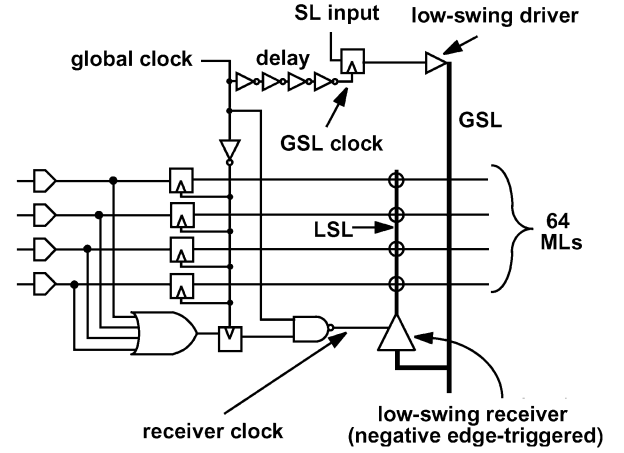 SL input
low-swing driver
global clock
delay
GSL
GSL clock
LSL
64
MLs
receiver clock
low-swing receiver
(negative edge-triggered)